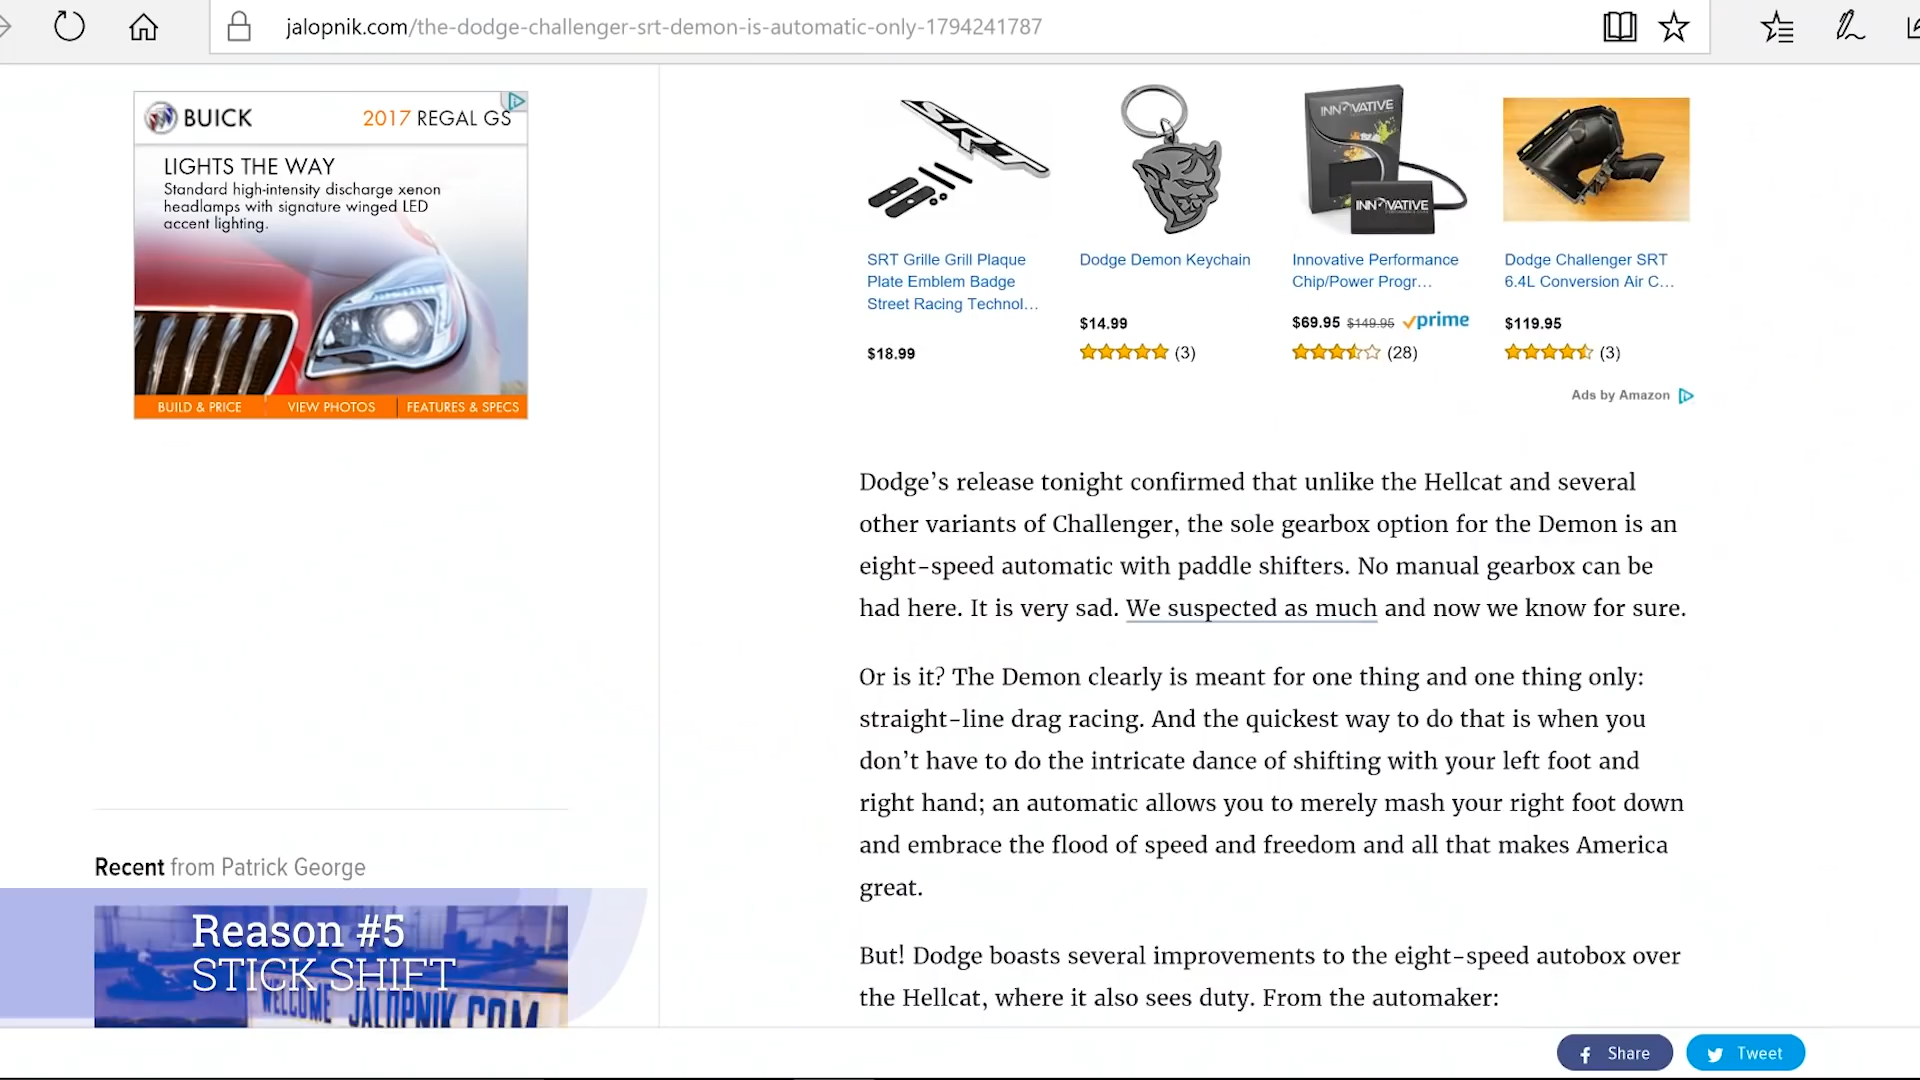 jalopnik.com/the-dodge-challenger-srt-demon-is-automatic-only-1794241787
BUICK
2017 REGAL GS
LIGHTS THE WAY
Standard high-intensity discharge xenon
headlamps with signature winged LED
accent lighting.
BUILD & PRICE
VIEW PHOTOS
FEATURES & SPECS
SRT
INNOVATIVE
INNOVATIVE
SRT Grille Grill Plaque
Plate Emblem Badge
Street Racing Technol...
$18.99
Dodge Demon Keychain
$14.99
(3)
Innovative Performance
Chip/Power Progr...
$69.95 $149.95 prime
(28)
Dodge Challenger SRT
6.4L Conversion Air C...
$119.95
(3)
Ads by Amazon
Dodge’s release tonight confirmed that unlike the Hellcat and several
other variants of Challenger, the sole gearbox option for the Demon is an
eight-speed automatic with paddle shifters. No manual gearbox can be
had here. It is very sad. We suspected as much and now we know for sure.
Or is it? The Demon clearly is meant for one thing and one thing only:
straight-line drag racing. And the quickest way to do that is when you
don’t have to do the intricate dance of shifting with your left foot and
right hand; an automatic allows you to merely mash your right foot down
and embrace the flood of speed and freedom and all that makes America
great.
But! Dodge boasts several improvements to the eight-speed autobox over
the Hellcat, where it also sees duty. From the automaker:
Recent from Patrick George
Reason #5
STICK SHIFT
WELCOME JALOPNIK.COM
Share
Tweet